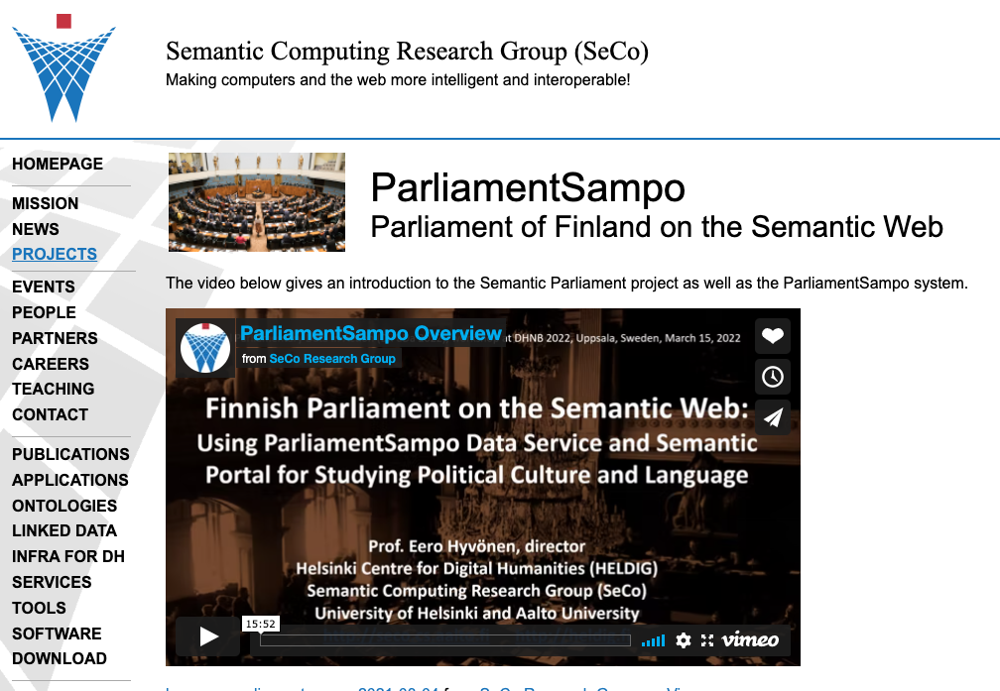 Semantic Computing Research Group (SeCo)
Making computers and the web more intelligent and interoperable!
HOMEPAGE
MISSION
NEWS
PROJECTS
EVENTS
PEOPLE
PARTNERS
CAREERS
TEACHING
CONTACT
PUBLICATIONS
APPLICATIONS
ONTOLOGIES
LINKED DATA
INFRA FOR DH
SERVICES
TOOLS
SOFTWARE
DOWNLOAD
ParliamentSampo
Parliament of Finland on the Semantic Web
The video below gives an introduction to the Semantic Parliament project as well as the ParliamentSampo system.
ParliamentSampo Overview at DHNB 2022, Uppsala, Sweden, March 15, 2022
from SeCo Research Group
Finnish Parliament on the Semantic Web:
Using ParliamentSampo Data Service and Semantic
Portal for Studying Political Culture and Language
Prof. Eero Hyvönen, director
Helsinki Centre for Digital Humanities (HELDIG)
Semantic Computing Research Group (SeCo)
University of Helsinki and Aalto University
15:52
vimeo